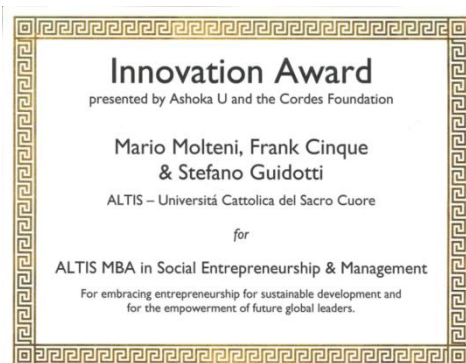 Innovation Award
presented by Ashoka U and the Cordes Foundation
Mario Molteni, Frank Cinque
& Stefano Guidotti
ALTIS – Universitá Cattolica del Sacro Cuore
for
ALTIS MBA in Social Entrepreneurship & Management
For embracing entrepreneurship for sustainable development and
for the empowerment of future global leaders.